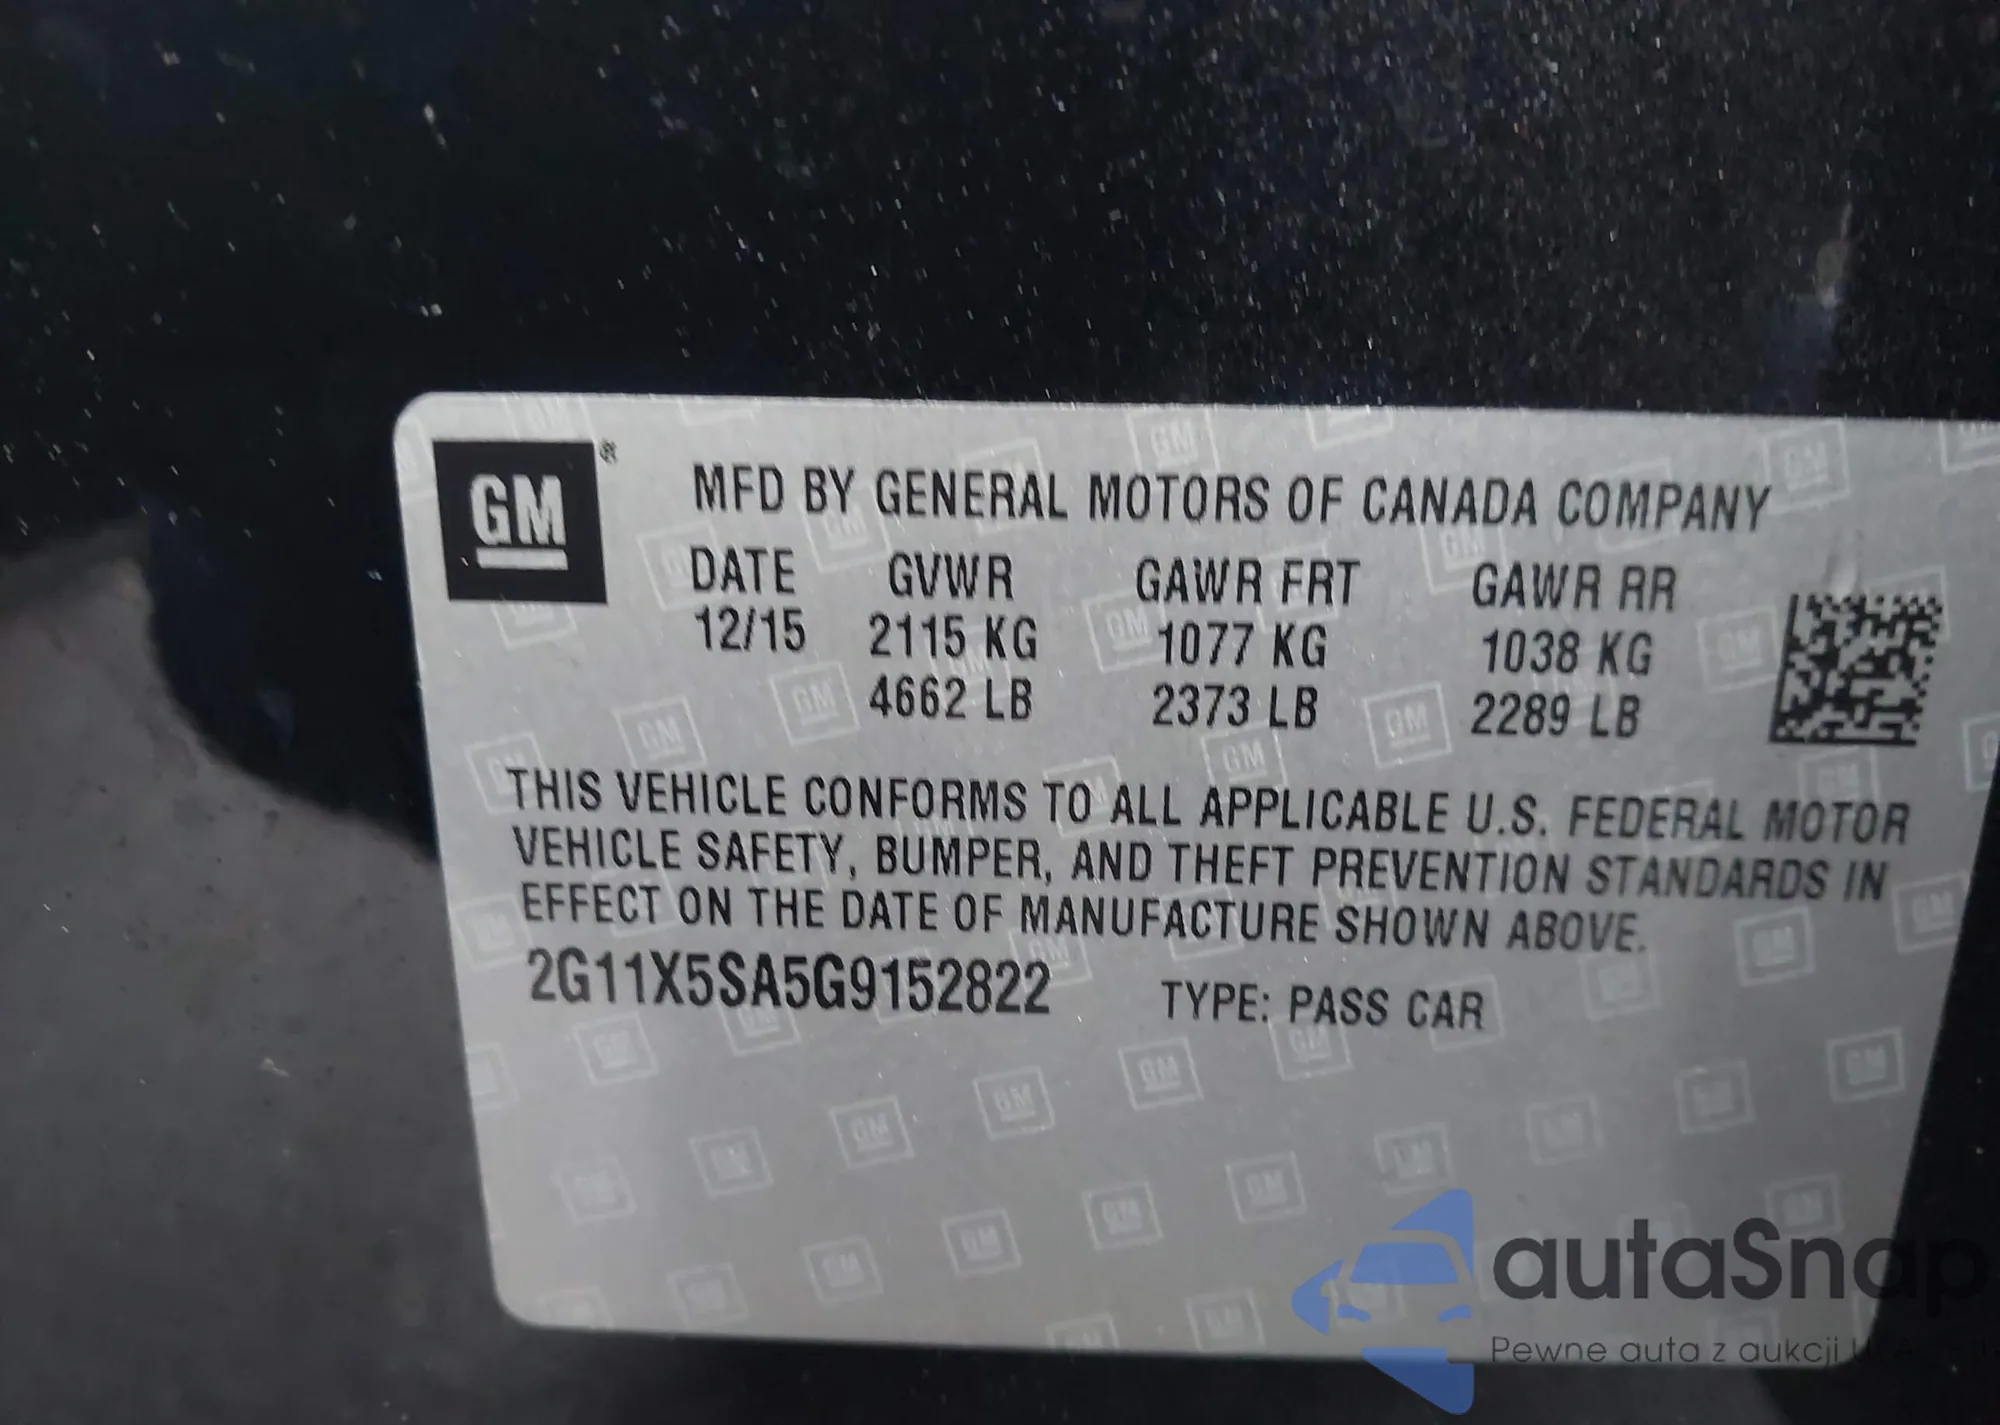 GM®
MFD BY GENERAL MOTORS OF CANADA COMPANY
DATE GVWR GAWR FRT GAWR RR
12/15 2115 KG 1077 KG 1038 KG
4662 LB 2373 LB 2289 LB
THIS VEHICLE CONFORMS TO ALL APPLICABLE U.S. FEDERAL MOTOR
VEHICLE SAFETY, BUMPER, AND THEFT PREVENTION STANDARDS IN
EFFECT ON THE DATE OF MANUFACTURE SHOWN ABOVE.
2G11X5SA5G9152822 TYPE: PASS CAR
autaSnap
Pewne auta z aukcji